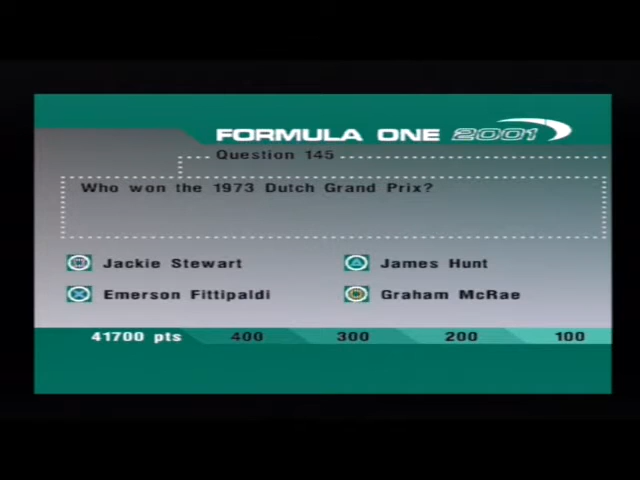 FORMULA ONE 2001
Question 145
Who won the 1973 Dutch Grand Prix?
Jackie Stewart
James Hunt
Emerson Fittipaldi
Graham McRae
41700 pts 400 300 200 100